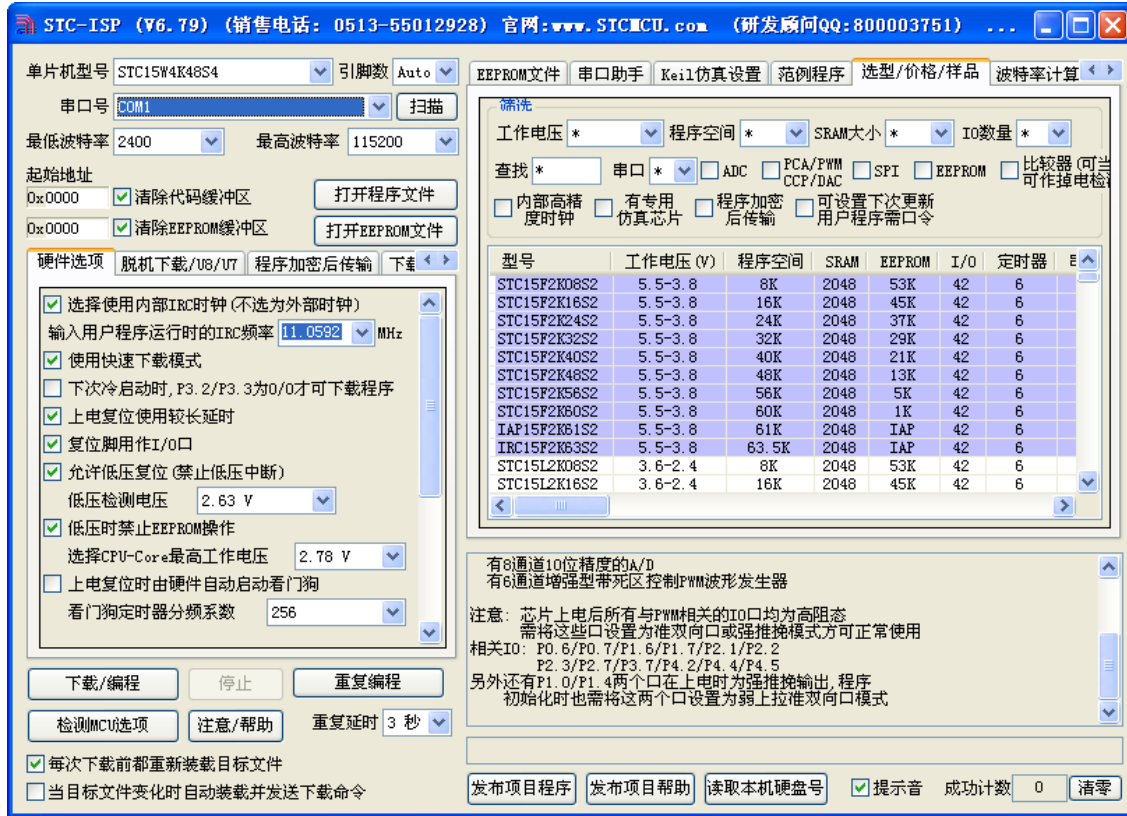 STC-ISP (V6.79) (销售电话: 0513-55012928) 官网:www.STCMCU.com (研发顾问QQ:800003751) ...
单片机型号 STC15W4K48S4 引脚数 Auto
串口号 COM1 扫描
最低波特率 2400 最高波特率 115200
起始地址
0x0000 清除代码缓冲区 打开程序文件
0x0000 清除EEPROM缓冲区 打开EEPROM文件
硬件选项 脱机下载/U8/U7 程序加密后传输 下载
选择使用内部IRC时钟(不选为外部时钟)
输入用户程序运行时的IRC频率 11.0592 MHz
使用快速下载模式
下次冷启动时,P3.2/P3.3为0/0才可下载程序
上电复位使用较长延时
复位脚用作I/O口
允许低压复位(禁止低压中断)
低压检测电压 2.63 V
低压时禁止EEPROM操作
选择CPU-Core最高工作电压 2.78 V
上电复位时由硬件自动启动看门狗
看门狗定时器分频系数 256
下载/编程 停止 重复编程
检测MCU选项 注意/帮助 重复延时 3 秒
每次下载前都重新装载目标文件
当目标文件变化时自动装载并发送下载命令
EEPROM文件 串口助手 Keil仿真设置 范例程序 选型/价格/样品 波特率计算
筛选
工作电压 * 程序空间 * SRAM大小 * IO数量 *
查找 * 串口 * ADC PCA/PWM CCP/DAC SPI EEPROM 比较器(可当 可作掉电检
内部高精度时钟 有专用仿真芯片 程序加密后传输 可设置下次更新用户程序需口令
型号 工作电压(V) 程序空间 SRAM EEPROM I/O 定时器
STC15F2K08S2 5.5-3.8 8K 2048 53K 42 6
STC15F2K16S2 5.5-3.8 16K 2048 45K 42 6
STC15F2K24S2 5.5-3.8 24K 2048 37K 42 6
STC15F2K32S2 5.5-3.8 32K 2048 29K 42 6
STC15F2K40S2 5.5-3.8 40K 2048 21K 42 6
STC15F2K48S2 5.5-3.8 48K 2048 13K 42 6
STC15F2K56S2 5.5-3.8 56K 2048 5K 42 6
STC15F2K60S2 5.5-3.8 60K 2048 1K 42 6
IAP15F2K61S2 5.5-3.8 61K 2048 IAP 42 6
IRC15F2K63S2 5.5-3.8 63.5K 2048 IAP 42 6
STC15L2K08S2 3.6-2.4 8K 2048 53K 42 6
STC15L2K16S2 3.6-2.4 16K 2048 45K 42 6
有8通道10位精度的A/D
有6通道增强型带死区控制PWM波形发生器
注意: 芯片上电后所有与PWM相关的IO口均为高阻态
需将这些口设置为准双向口或强推挽模式方可正常使用
相关IO: P0.6/P0.7/P1.6/P1.7/P2.1/P2.2
P2.3/P2.7/P3.7/P4.2/P4.4/P4.5
另外还有P1.0/P1.4两个口在上电时为强推挽输出,程序
初始化时也需将这两个口设置为弱上拉准双向口模式
发布项目程序 发布项目帮助 读取本机硬盘号 提示音 成功计数 0 清零